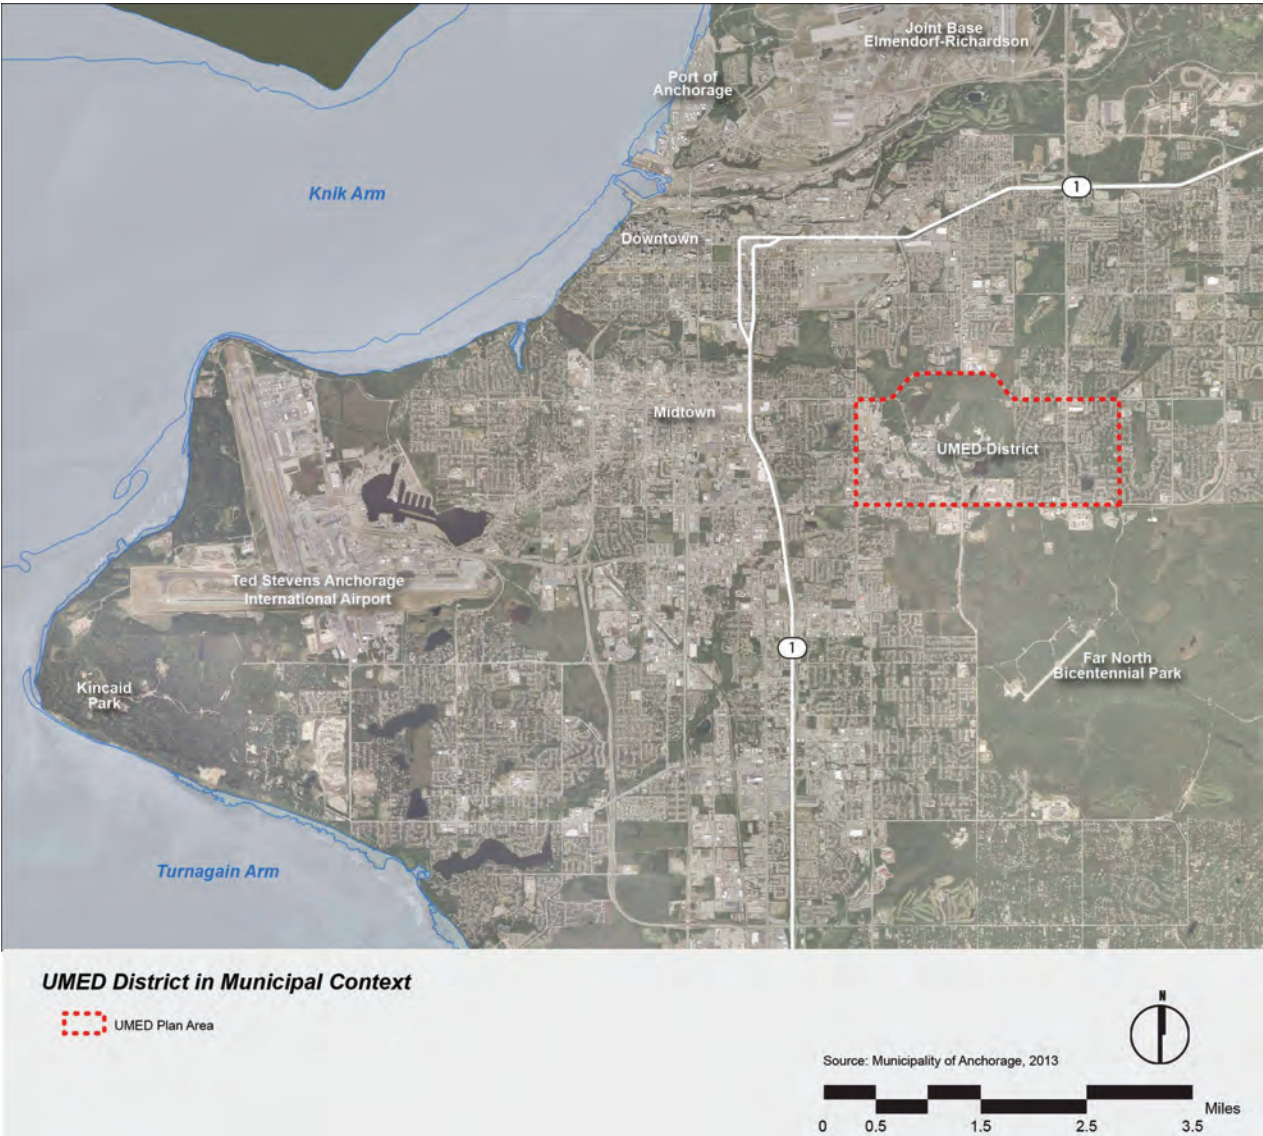 Joint Base
Elmendorf-Richardson
Port of
Anchorage
1
Knik Arm
Downtown
Midtown
UMED District
Ted Stevens Anchorage
International Airport
1
Far North
Bicentennial Park
Kincaid
Park
Turnagain Arm
UMED District in Municipal Context
UMED Plan Area
N
Source: Municipality of Anchorage, 2013
Miles
0 0.5 1.5 2.5 3.5